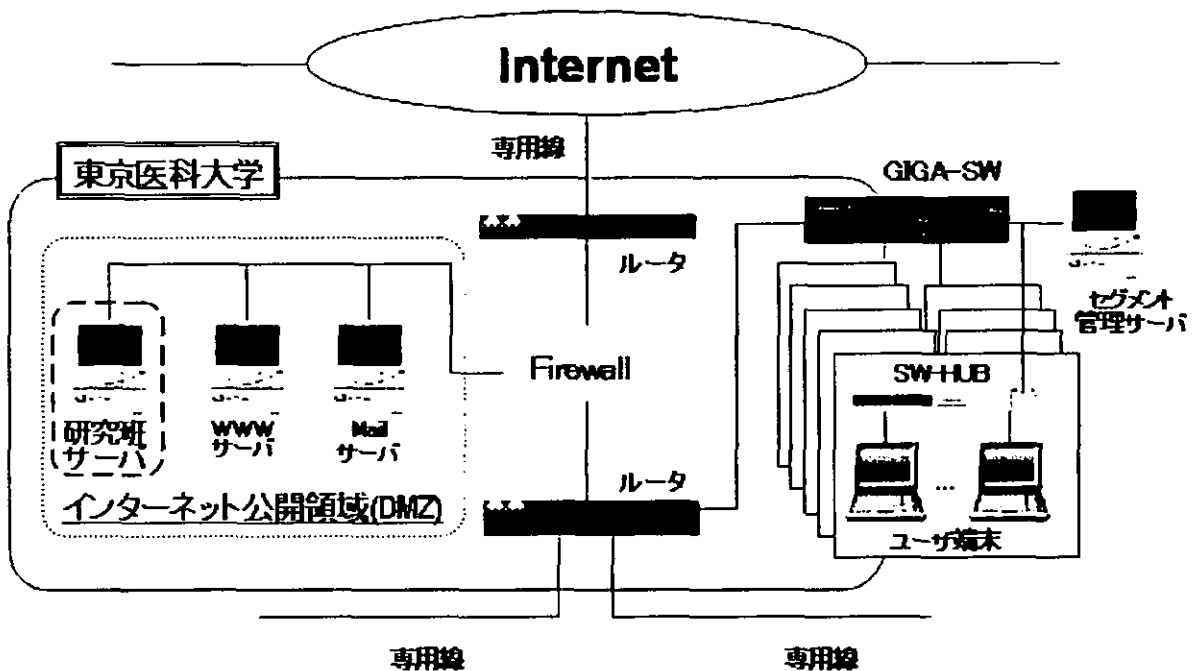 Internet
専用線
東京医科大学
GIGA-SW
ルータ
セグメント
管理サーバ
Firewall
SW-HUB
研究班
サーバ
WWW
サーバ
Mail
サーバ
ルータ
インターネット公開領域(DMZ)
...
ユーザ端末
専用線
専用線